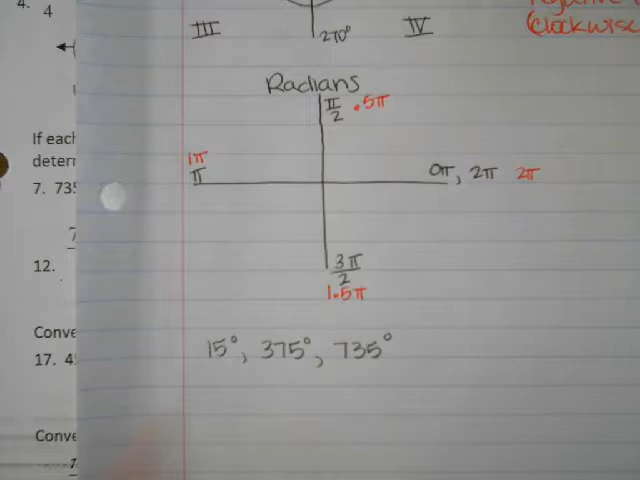 4.
4
III
270°
IV
(Clockwise
Radians
π/2 .5π
If each
1π
π
0π, 2π 2π
7. 735
12.
3π/2
1.5π
15°, 375°, 735°
Conve
17. 4
Conve